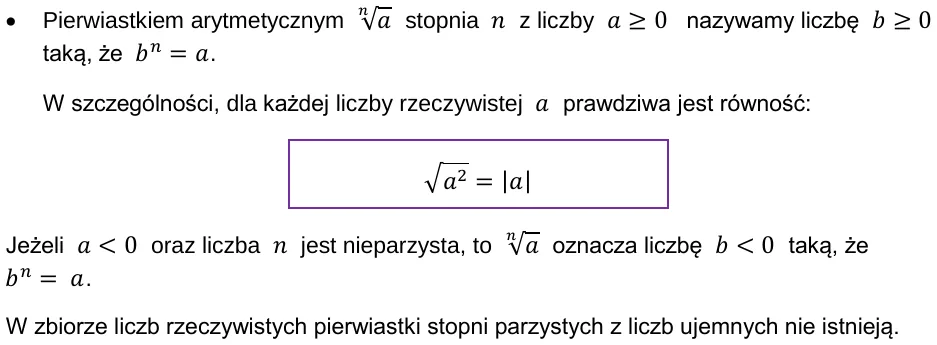 • Pierwiastkiem arytmetycznym ⁿ√a stopnia n z liczby a ≥ 0 nazywamy liczbę b ≥ 0
taką, że bⁿ = a.
W szczególności, dla każdej liczby rzeczywistej a prawdziwa jest równość:
√a² = |a|
Jeżeli a < 0 oraz liczba n jest nieparzysta, to ⁿ√a oznacza liczbę b < 0 taką, że
bⁿ = a.
W zbiorze liczb rzeczywistych pierwiastki stopni parzystych z liczb ujemnych nie istnieją.